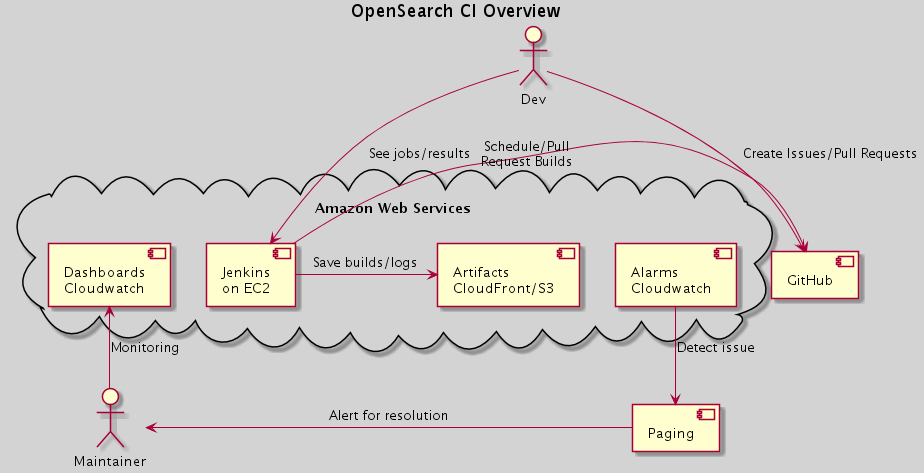 OpenSearch CI Overview
Dev
See jobs/results
Schedule/Pull
Request Builds
Create Issues/Pull Requests
Amazon Web Services
Dashboards
Cloudwatch
Jenkins
on EC2
Save builds/logs
Artifacts
CloudFront/S3
Alarms
Cloudwatch
GitHub
Monitoring
Detect issue
Maintainer
Alert for resolution
Paging